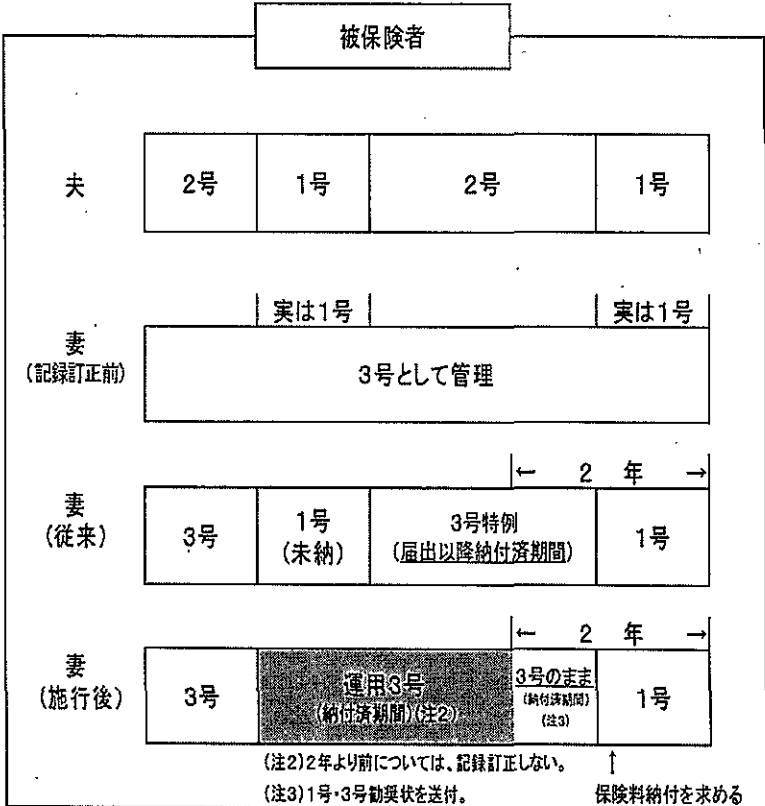 被保険者
夫
2号
1号
2号
1号
実は1号
実は1号
妻
(記録訂正前)
3号として管理
← 2 年 →
妻
(従来)
3号
1号
(未納)
3号特例
(届出以降納付済期間)
1号
← 2 年 →
妻
(施行後)
3号
運用3号
(納付済期間)(注2)
3号のまま
(納付済期間)
(注3)
1号
(注2)2年より前については、記録訂正しない。
↑
(注3)1号・3号勧奨状を送付。
保険料納付を求める